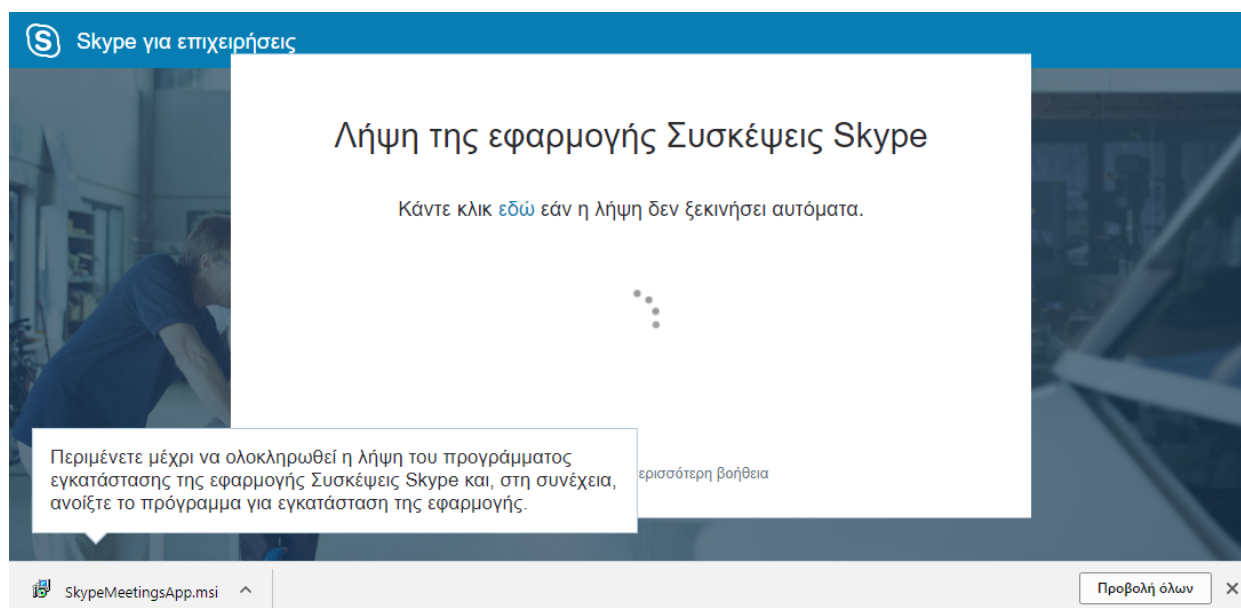 Skype για επιχειρήσεις
Λήψη της εφαρμογής Συσκέψεις Skype
Κάντε κλικ εδώ εάν η λήψη δεν ξεκινήσει αυτόματα.
Περιμένετε μέχρι να ολοκληρωθεί η λήψη του προγράμματος
εγκατάστασης της εφαρμογής Συσκέψεις Skype και, στη συνέχεια,
ανοίξτε το πρόγραμμα για εγκατάσταση της εφαρμογής.
ερισσότερη βοήθεια
SkypeMeetingsApp.msi
Προβολή όλων